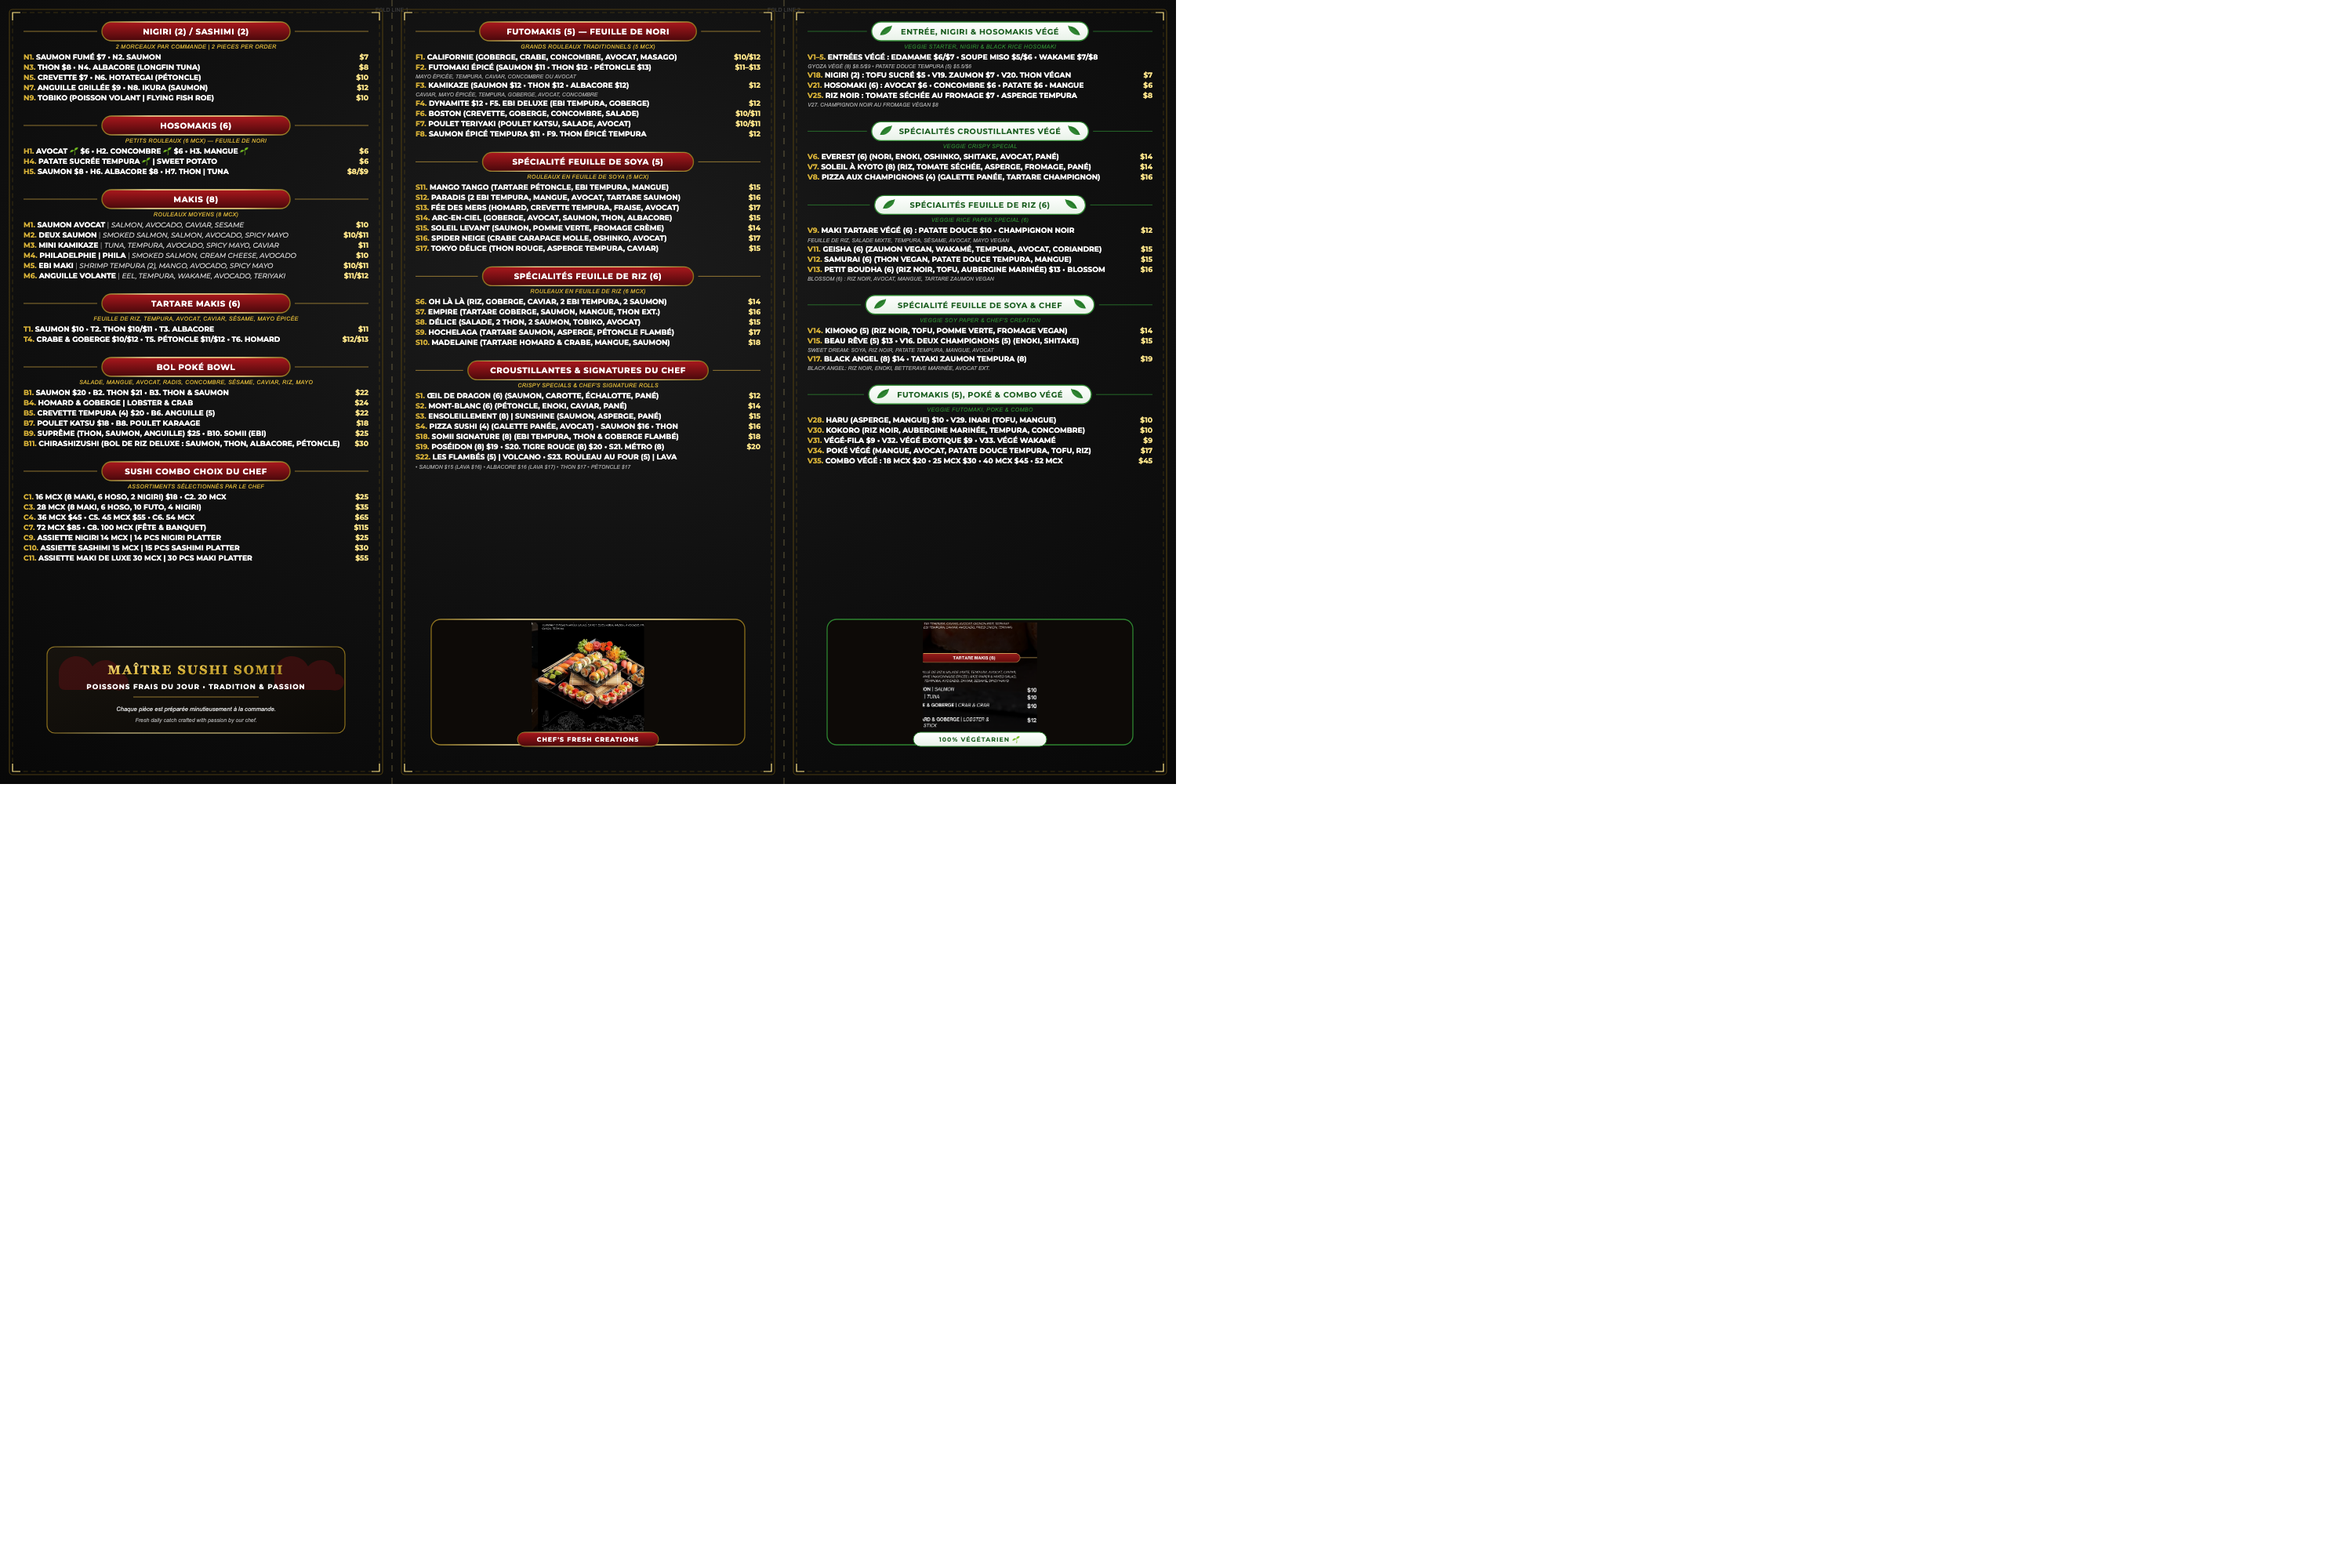 NIGIRI (2) / SASHIMI (2)
2 MORCEAUX PAR COMMANDE | 2 PIECES PER ORDER
N1. SAUMON FUMÉ $7 • N2. SAUMON $7
N3. THON $8 • N4. ALBACORE (LONGFIN TUNA) $8
N5. CREVETTE $7 • N6. HOTATEGAI (PÉTONCLE) $10
N7. ANGUILLE GRILLÉE $9 • N8. IKURA (SAUMON) $12
N9. TOBIKO (POISSON VOLANT | FLYING FISH ROE) $10
HOSOMAKIS (6)
PETITS ROULEAUX (6 MCX) — FEUILLE DE NORI
H1. AVOCAT 🌱 $6 • H2. CONCOMBRE 🌱 $6 • H3. MANGUE 🌱 $6
H4. PATATE SUCRÉE TEMPURA 🌱 | SWEET POTATO $6
H5. SAUMON $8 • H6. ALBACORE $8 • H7. THON | TUNA $8/$9
MAKIS (8)
ROULEAUX MOYENS (8 MCX)
M1. SAUMON AVOCAT | SALMON, AVOCADO, CAVIAR, SESAME $10
M2. DEUX SAUMON | SMOKED SALMON, SALMON, AVOCADO, SPICY MAYO $10/$11
M3. MINI KAMIKAZE | TUNA, TEMPURA, AVOCADO, SPICY MAYO, CAVIAR $11
M4. PHILADELPHIE | PHILA | SMOKED SALMON, CREAM CHEESE, AVOCADO $10
M5. EBI MAKI | SHRIMP TEMPURA (2), MANGO, AVOCADO, SPICY MAYO $10/$11
M6. ANGUILLE VOLANTE | EEL, TEMPURA, WAKAME, AVOCADO, TERIYAKI $11/$12
TARTARE MAKIS (6)
FEUILLE DE RIZ, TEMPURA, AVOCAT, CAVIAR, SÉSAME, MAYO ÉPICÉE
T1. SAUMON $10 • T2. THON $10/$11 • T3. ALBACORE $11
T4. CRABE & GOBERGE $10/$12 • T5. PÉTONCLE $11/$12 • T6. HOMARD $12/$13
BOL POKÉ BOWL
SALADE, MANGUE, AVOCAT, RADIS, CONCOMBRE, SÉSAME, CAVIAR, RIZ, MAYO
B1. SAUMON $20 • B2. THON $21 • B3. THON & SAUMON $22
B4. HOMARD & GOBERGE | LOBSTER & CRAB $24
B5. CREVETTE TEMPURA (4) $20 • B6. ANGUILLE (5) $22
B7. POULET KATSU $18 • B8. POULET KARAAGE $18
B9. SUPRÊME (THON, SAUMON, ANGUILLE) $25 • B10. SOMII (EBI) $25
B11. CHIRASHIZUSHI (BOL DE RIZ DELUXE : SAUMON, THON, ALBACORE, PÉTONCLE) $30
SUSHI COMBO CHOIX DU CHEF
ASSORTIMENTS SÉLECTIONNÉS PAR LE CHEF
C1. 16 MCX (8 MAKI, 6 HOSO, 2 NIGIRI) $18 • C2. 20 MCX $25
C3. 28 MCX (8 MAKI, 6 HOSO, 10 FUTO, 4 NIGIRI) $35
C4. 36 MCX $45 • C5. 45 MCX $55 • C6. 54 MCX $65
C7. 72 MCX $85 • C8. 100 MCX (FÊTE & BANQUET) $115
C9. ASSIETTE NIGIRI 14 MCX | 14 PCS NIGIRI PLATTER $25
C10. ASSIETTE SASHIMI 15 MCX | 15 PCS SASHIMI PLATTER $30
C11. ASSIETTE MAKI DE LUXE 30 MCX | 30 PCS MAKI PLATTER $55
MAÎTRE SUSHI SOMII
POISSONS FRAIS DU JOUR • TRADITION & PASSION
Chaque pièce est préparée minutieusement à la commande.
Fresh daily catch crafted with passion by our chef.
FUTOMAKIS (5) — FEUILLE DE NORI
GRANDS ROULEAUX TRADITIONNELS (5 MCX)
F1. CALIFORNIE (GOBERGE, CRABE, CONCOMBRE, AVOCAT, MASAGO) $10/$12
F2. FUTOMAKI ÉPICÉ (SAUMON $11 • THON $12 • PÉTONCLE $13) $11–$13
MAYO ÉPICÉE, TEMPURA, CAVIAR, CONCOMBRE OU AVOCAT
F3. KAMIKAZE (SAUMON $12 • THON $12 • ALBACORE $12) $12
CAVIAR, MAYO ÉPICÉE, TEMPURA, GOBERGE, AVOCAT, CONCOMBRE
F4. DYNAMITE $12 • F5. EBI DELUXE (EBI TEMPURA, GOBERGE) $12
F6. BOSTON (CREVETTE, GOBERGE, CONCOMBRE, SALADE) $10/$11
F7. POULET TERIYAKI (POULET KATSU, SALADE, AVOCAT) $10/$11
F8. SAUMON ÉPICÉ TEMPURA $11 • F9. THON ÉPICÉ TEMPURA $12
SPÉCIALITÉ FEUILLE DE SOYA (5)
ROULEAUX EN FEUILLE DE SOYA (5 MCX)
S11. MANGO TANGO (TARTARE PÉTONCLE, EBI TEMPURA, MANGUE) $15
S12. PARADIS (2 EBI TEMPURA, MANGUE, AVOCAT, TARTARE SAUMON) $16
S13. FÉE DES MERS (HOMARD, CREVETTE TEMPURA, FRAISE, AVOCAT) $17
S14. ARC-EN-CIEL (GOBERGE, AVOCAT, SAUMON, THON, ALBACORE) $15
S15. SOLEIL LEVANT (SAUMON, POMME VERTE, FROMAGE CRÈME) $14
S16. SPIDER NEIGE (CRABE CARAPACE MOLLE, OSHINKO, AVOCAT) $17
S17. TOKYO DÉLICE (THON ROUGE, ASPERGE TEMPURA, CAVIAR) $15
SPÉCIALITÉS FEUILLE DE RIZ (6)
ROULEAUX EN FEUILLE DE RIZ (6 MCX)
S6. OH LÀ LÀ (RIZ, GOBERGE, CAVIAR, 2 EBI TEMPURA, 2 SAUMON) $14
S7. EMPIRE (TARTARE GOBERGE, SAUMON, MANGUE, THON EXT.) $16
S8. DÉLICE (SALADE, 2 THON, 2 SAUMON, TOBIKO, AVOCAT) $15
S9. HOCHELAGA (TARTARE SAUMON, ASPERGE, PÉTONCLE FLAMBÉ) $17
S10. MADELAINE (TARTARE HOMARD & CRABE, MANGUE, SAUMON) $18
CROUSTILLANTES & SIGNATURES DU CHEF
CRISPY SPECIALS & CHEF'S SIGNATURE ROLLS
S1. ŒIL DE DRAGON (6) (SAUMON, CAROTTE, ÉCHALOTTE, PANÉ) $12
S2. MONT-BLANC (6) (PÉTONCLE, ENOKI, CAVIAR, PANÉ) $14
S3. ENSOLEILLEMENT (8) | SUNSHINE (SAUMON, ASPERGE, PANÉ) $15
S4. PIZZA SUSHI (4) (GALETTE PANÉE, AVOCAT) • SAUMON $16 • THON $16
S18. SOMII SIGNATURE (8) (EBI TEMPURA, THON & GOBERGE FLAMBÉ) $18
S19. POSÉIDON (8) $19 • S20. TIGRE ROUGE (8) $20 • S21. MÉTRO (8) $20
S22. LES FLAMBÉS (5) | VOLCANO • S23. ROULEAU AU FOUR (5) | LAVA
• SAUMON $15 (LAVA $16) • ALBACORE $16 (LAVA $17) • THON $17 • PÉTONCLE $17
CHEF'S FRESH CREATIONS
ENTRÉE, NIGIRI & HOSOMAKIS VÉGÉ
VEGGIE STARTER, NIGIRI & BLACK RICE HOSOMAKI
V1–5. ENTRÉES VÉGÉ : EDAMAME $6/$7 • SOUPE MISO $5/$6 • WAKAME $7/$8
GYOZA VÉGÉ (6) $8.5/$9 • PATATE DOUCE TEMPURA (5) $5.5/$6
V18. NIGIRI (2) : TOFU SUCRÉ $5 • V19. ZAUMON $7 • V20. THON VÉGAN $7
V21. HOSOMAKI (6) : AVOCAT $6 • CONCOMBRE $6 • PATATE $6 • MANGUE $6
V25. RIZ NOIR : TOMATE SÉCHÉE AU FROMAGE $7 • ASPERGE TEMPURA $8
V27. CHAMPIGNON NOIR AU FROMAGE VÉGAN $8
SPÉCIALITÉS CROUSTILLANTES VÉGÉ
VEGGIE CRISPY SPECIAL
V6. EVEREST (6) (NORI, ENOKI, OSHINKO, SHITAKE, AVOCAT, PANÉ) $14
V7. SOLEIL À KYOTO (8) (RIZ, TOMATE SÉCHÉE, ASPERGE, FROMAGE, PANÉ) $14
V8. PIZZA AUX CHAMPIGNONS (4) (GALETTE PANÉE, TARTARE CHAMPIGNON) $16
SPÉCIALITÉS FEUILLE DE RIZ (6)
VEGGIE RICE PAPER SPECIAL (6)
V9. MAKI TARTARE VÉGÉ (6) : PATATE DOUCE $10 • CHAMPIGNON NOIR $12
FEUILLE DE RIZ, SALADE MIXTE, TEMPURA, SÉSAME, AVOCAT, MAYO VEGAN
V11. GEISHA (6) (ZAUMON VEGAN, WAKAMÉ, TEMPURA, AVOCAT, CORIANDRE) $15
V12. SAMURAI (6) (THON VEGAN, PATATE DOUCE TEMPURA, MANGUE) $15
V13. PETIT BOUDHA (6) (RIZ NOIR, TOFU, AUBERGINE MARINÉE) $13 • BLOSSOM $16
BLOSSOM (6) : RIZ NOIR, AVOCAT, MANGUE, TARTARE ZAUMON VEGAN
SPÉCIALITÉ FEUILLE DE SOYA & CHEF
VEGGIE SOY PAPER & CHEF'S CREATION
V14. KIMONO (5) (RIZ NOIR, TOFU, POMME VERTE, FROMAGE VEGAN) $14
V15. BEAU RÊVE (5) $13 • V16. DEUX CHAMPIGNONS (5) (ENOKI, SHITAKE) $15
SWEET DREAM: SOYA, RIZ NOIR, PATATE TEMPURA, MANGUE, AVOCAT
V17. BLACK ANGEL (8) $14 • TATAKI ZAUMON TEMPURA (8) $19
BLACK ANGEL: RIZ NOIR, ENOKI, BETTERAVE MARINÉE, AVOCAT EXT.
FUTOMAKIS (5), POKÉ & COMBO VÉGÉ
VEGGIE FUTOMAKI, POKE & COMBO
V28. HARU (ASPERGE, MANGUE) $10 • V29. INARI (TOFU, MANGUE) $10
V30. KOKORO (RIZ NOIR, AUBERGINE MARINÉE, TEMPURA, CONCOMBRE) $10
V31. VÉGÉ-FILA $9 • V32. VÉGÉ EXOTIQUE $9 • V33. VÉGÉ WAKAMÉ $9
V34. POKÉ VÉGÉ (MANGUE, AVOCAT, PATATE DOUCE TEMPURA, TOFU, RIZ) $17
V35. COMBO VÉGÉ : 18 MCX $20 • 25 MCX $30 • 40 MCX $45 • 52 MCX $45
TARTARE MAKIS (6)
ON | SALMON $10
| TUNA $10
E & GOBERGE | CRAB & CRAB $10
RD & GOBERGE | LOBSTER & $12
STICK
100% VÉGÉTARIEN 🌱